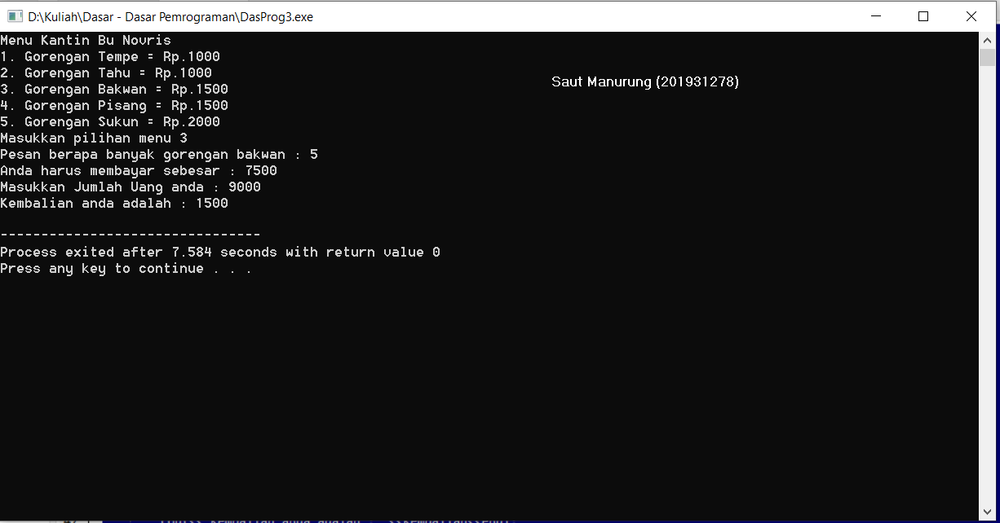 D:\Kuliah\Dasar - Dasar Pemrograman\DasProg3.exe
Menu Kantin Bu Novris
1. Gorengan Tempe = Rp.1000
2. Gorengan Tahu = Rp.1000
Saut Manurung (201931278)
3. Gorengan Bakwan = Rp.1500
4. Gorengan Pisang = Rp.1500
5. Gorengan Sukun = Rp.2000
Masukkan pilihan menu 3
Pesan berapa banyak gorengan bakwan : 5
Anda harus membayar sebesar : 7500
Masukkan Jumlah Uang anda : 9000
Kembalian anda adalah : 1500
--------------------------------
Process exited after 7.584 seconds with return value 0
Press any key to continue . . .